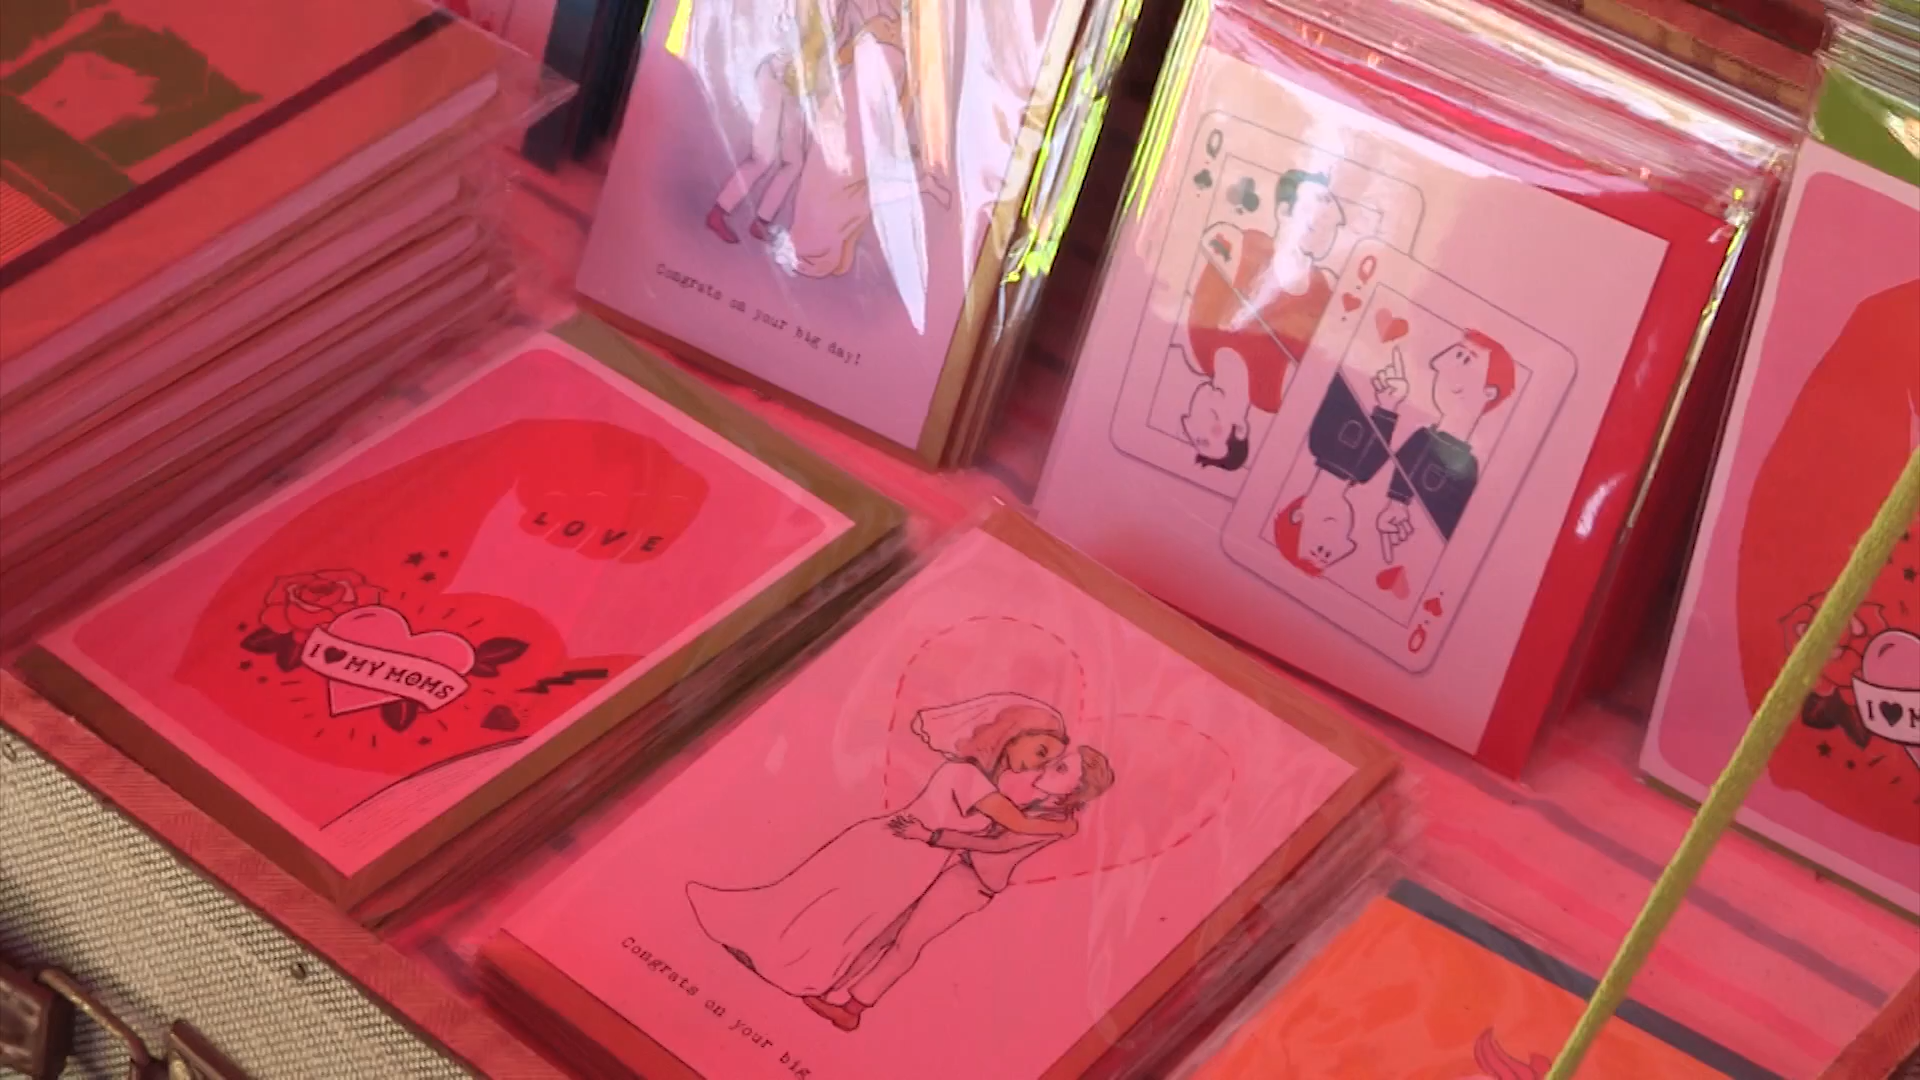 Congrats on your big day!
Q
Q
Q
LOVE
I ♥ MY MOMS
I ♥ M
Congrats on your big